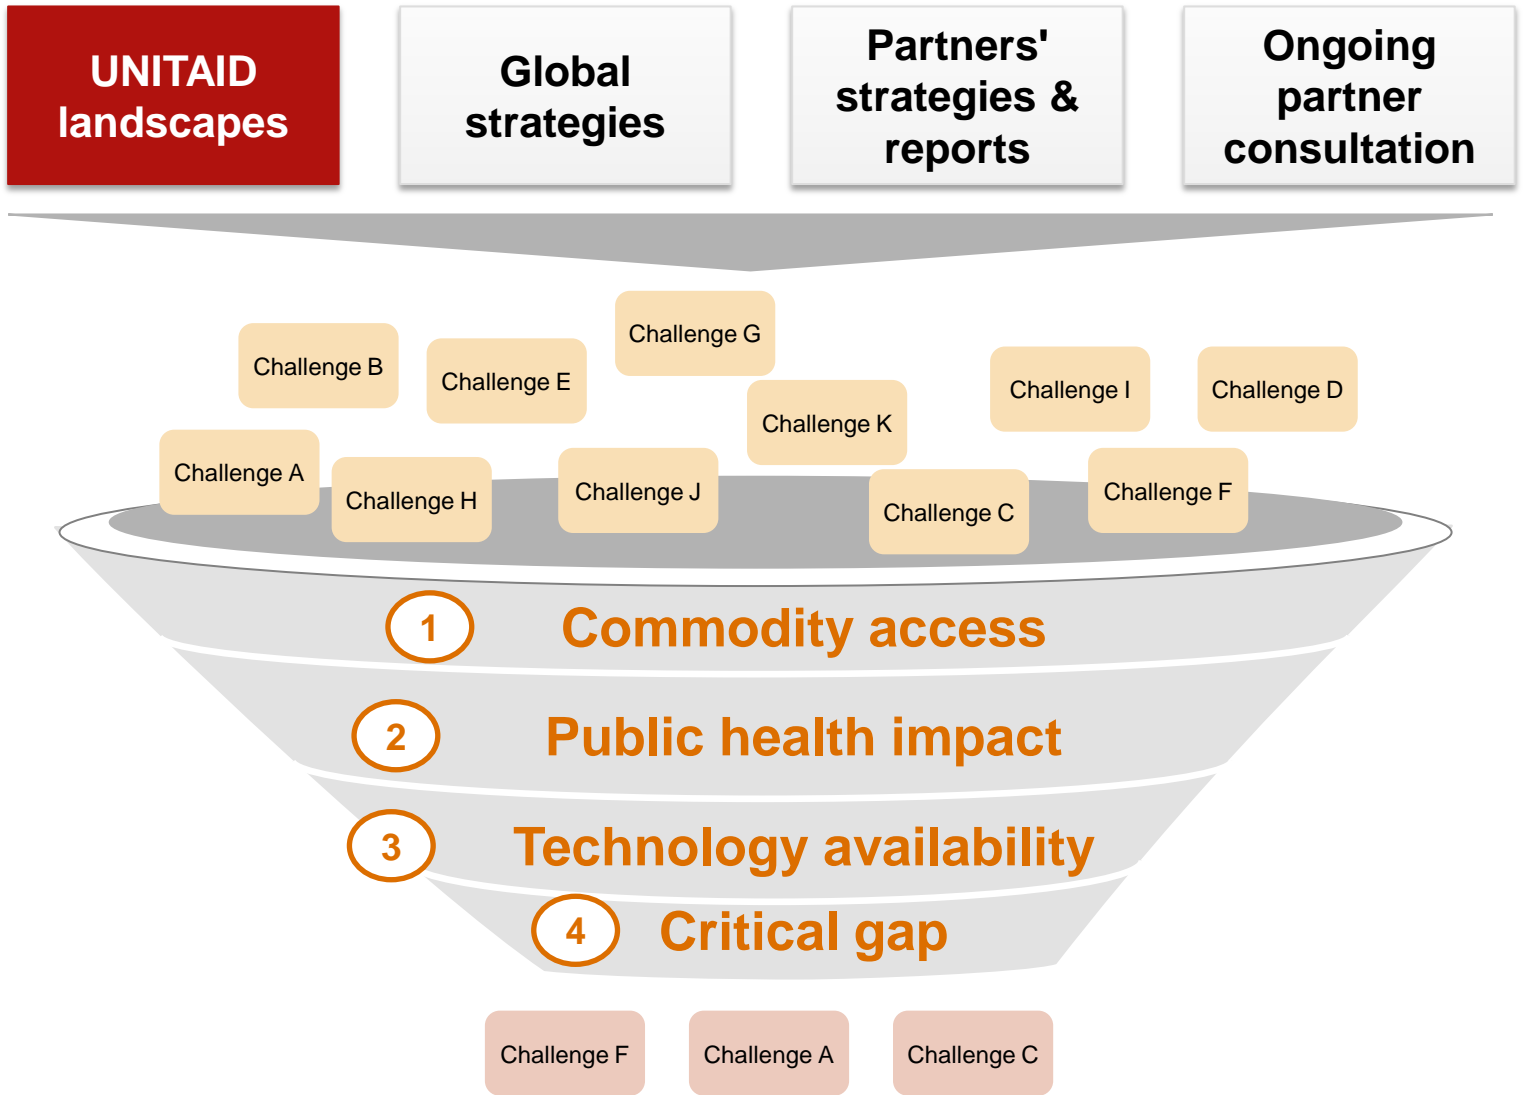 UNITAID
landscapes
Global
strategies
Partners'
strategies &
reports
Ongoing
partner
consultation
Challenge G
Challenge B
Challenge E
Challenge I
Challenge D
Challenge K
Challenge A
Challenge H
Challenge J
Challenge C
Challenge F
1 Commodity access
2 Public health impact
3 Technology availability
4 Critical gap
Challenge F
Challenge A
Challenge C